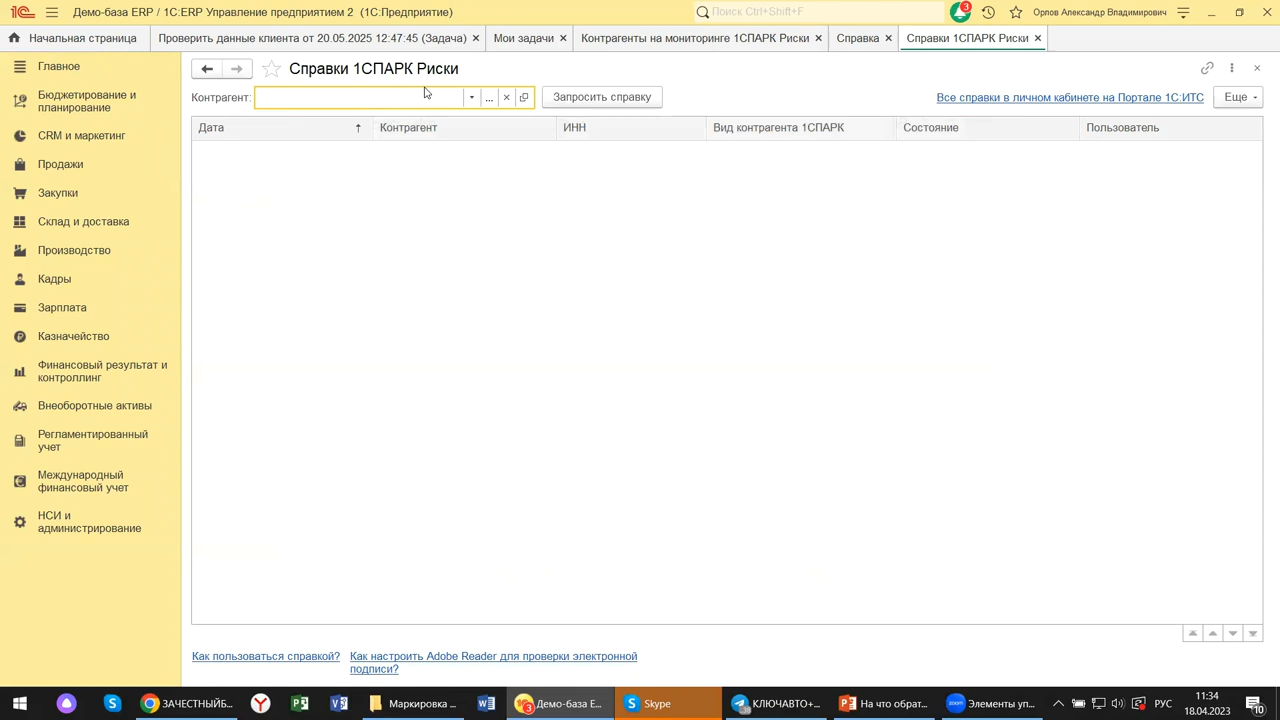 Демо-база ERP / 1С:ERP Управление предприятием 2 (1С:Предприятие)
Поиск Ctrl+Shift+F
3
Орлов Александр Владимирович
Начальная страница
Проверить данные клиента от 20.05.2025 12:47:45 (Задача) ×
Мои задачи ×
Контрагенты на мониторинге 1СПАРК Риски ×
Справка ×
Справки 1СПАРК Риски ×
Главное
Бюджетирование и
планирование
CRM и маркетинг
Продажи
Закупки
Склад и доставка
Производство
Кадры
Зарплата
Казначейство
Финансовый результат и
контроллинг
Внеоборотные активы
Регламентированный
учет
Международный
финансовый учет
НСИ и
администрирование
Справки 1СПАРК Риски
Контрагент:
...
Запросить справку
Все справки в личном кабинете на Портале 1С:ИТС
Еще
Дата
Контрагент
ИНН
Вид контрагента 1СПАРК
Состояние
Пользователь
Как пользоваться справкой?
Как настроить Adobe Reader для проверки электронной
подписи?
ЗАЧЕСТНЫЙБ...
Маркировка ...
Демо-база E...
Skype
КЛЮЧАВТО+...
На что обрат...
Элементы уп...
РУС
11:34
18.04.2023